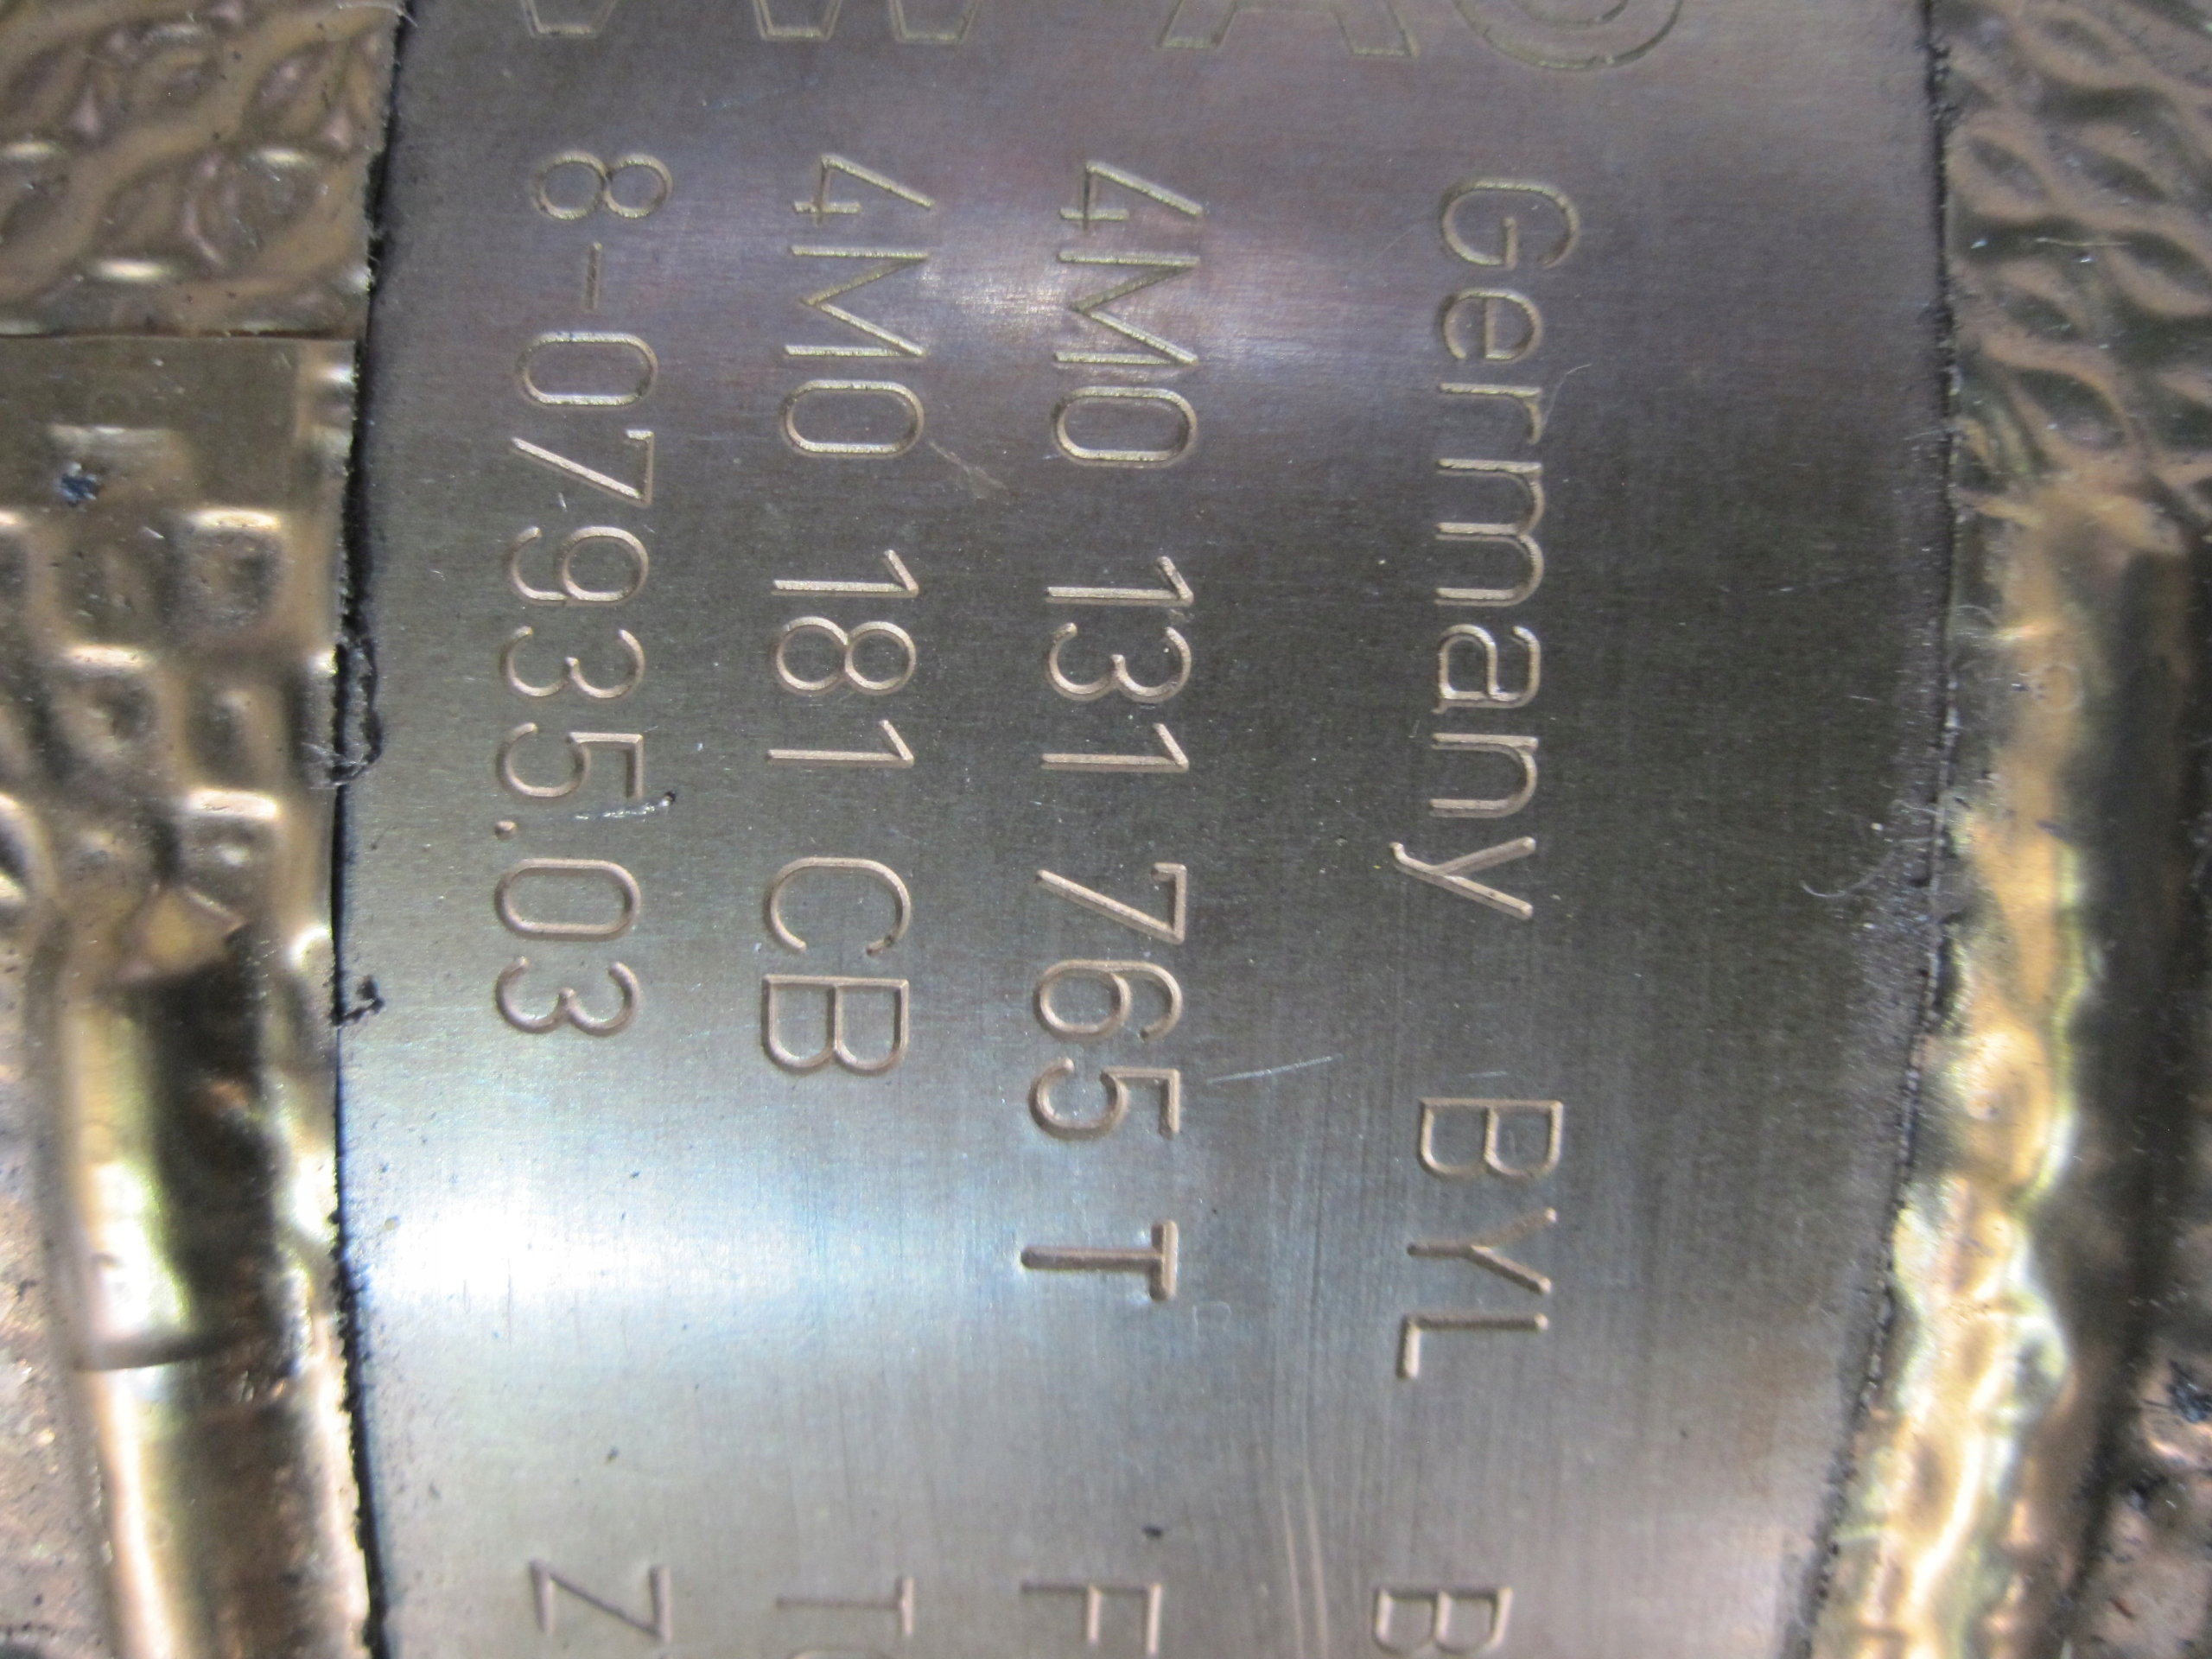 Germany BYL B
4M0 131 765 T F
4M0 181 CB
8-07935.03 Z